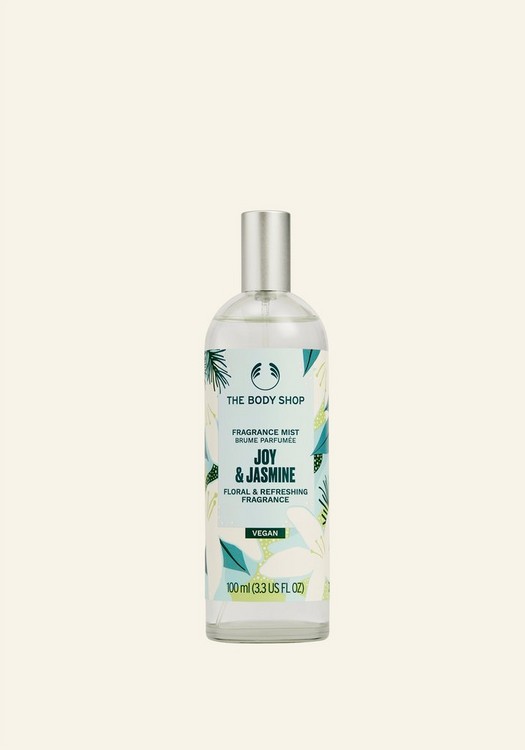 THE BODY SHOP
FRAGRANCE MIST
BRUME PARFUMÉE
JOY
& JASMINE
FLORAL & REFRESHING
FRAGRANCE
VEGAN
100 ml (3.3 US FL OZ)